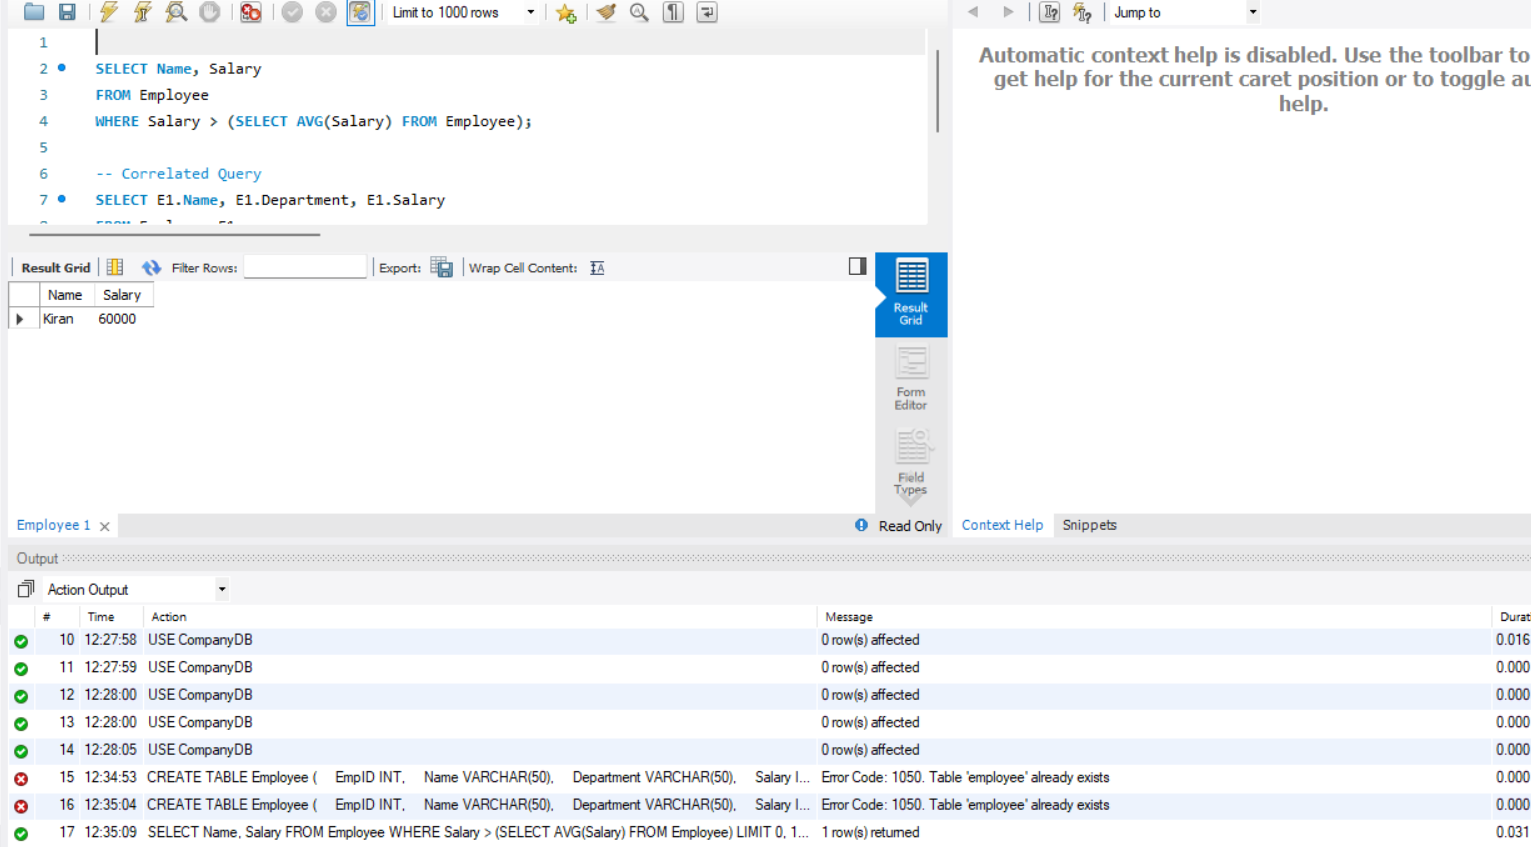 Limit to 1000 rows
Jump to
1
2 SELECT Name, Salary
3 FROM Employee
4 WHERE Salary > (SELECT AVG(Salary) FROM Employee);
5
6 -- Correlated Query
7 SELECT E1.Name, E1.Department, E1.Salary
Automatic context help is disabled. Use the toolbar to
get help for the current caret position or to toggle au
help.
Result Grid Filter Rows: Export: Wrap Cell Content:
Name Salary
Kiran 60000
Result
Grid
Form
Editor
Field
Types
Employee 1
Read Only
Context Help Snippets
Output
Action Output
# Time Action Message Durat
10 12:27:58 USE CompanyDB 0 row(s) affected 0.016
11 12:27:59 USE CompanyDB 0 row(s) affected 0.000
12 12:28:00 USE CompanyDB 0 row(s) affected 0.000
13 12:28:00 USE CompanyDB 0 row(s) affected 0.000
14 12:28:05 USE CompanyDB 0 row(s) affected 0.000
15 12:34:53 CREATE TABLE Employee ( EmpID INT, Name VARCHAR(50), Department VARCHAR(50), Salary I... Error Code: 1050. Table 'employee' already exists 0.000
16 12:35:04 CREATE TABLE Employee ( EmpID INT, Name VARCHAR(50), Department VARCHAR(50), Salary I... Error Code: 1050. Table 'employee' already exists 0.000
17 12:35:09 SELECT Name, Salary FROM Employee WHERE Salary > (SELECT AVG(Salary) FROM Employee) LIMIT 0, 1... 1 row(s) returned 0.031